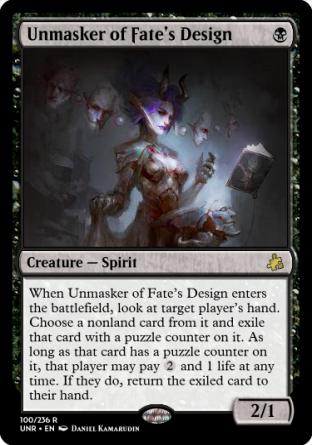 Unmasker of Fate's Design
Creature — Spirit
When Unmasker of Fate's Design enters
the battlefield, look at target player's hand.
Choose a nonland card from it and exile
that card with a puzzle counter on it. As
long as that card has a puzzle counter on
it, that player may pay 2 and 1 life at any
time. If they do, return the exiled card to
their hand.
2/1
100/236 R
UNR • EN DANIEL KAMARUDIN